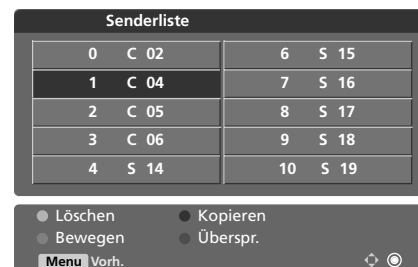 Senderliste
0 C 02 6 S 15
1 C 04 7 S 16
2 C 05 8 S 17
3 C 06 9 S 18
4 S 14 10 S 19
Löschen Kopieren
Bewegen Überspr.
Menu Vorh.